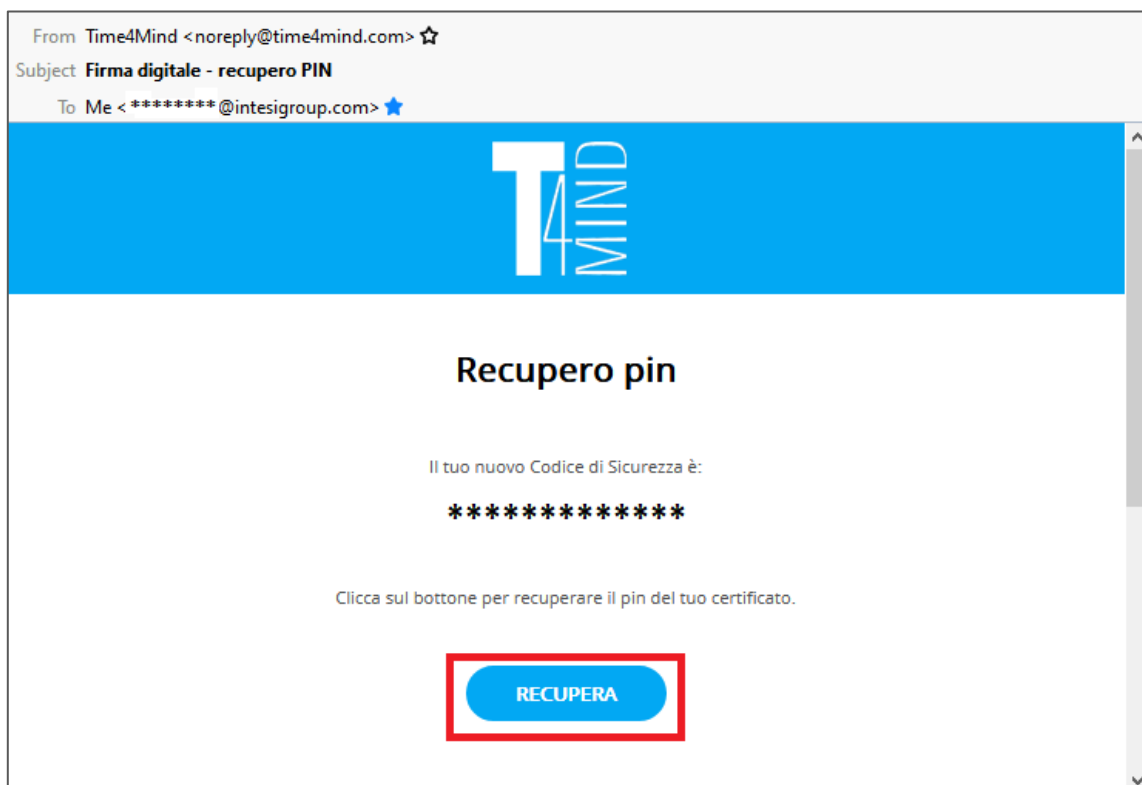 From Time4Mind <noreply@time4mind.com>
Subject Firma digitale - recupero PIN
To Me < ******** @intesigroup.com>
T4MIND
Recupero pin
Il tuo nuovo Codice di Sicurezza è:
*************
Clicca sul bottone per recuperare il pin del tuo certificato.
RECUPERA